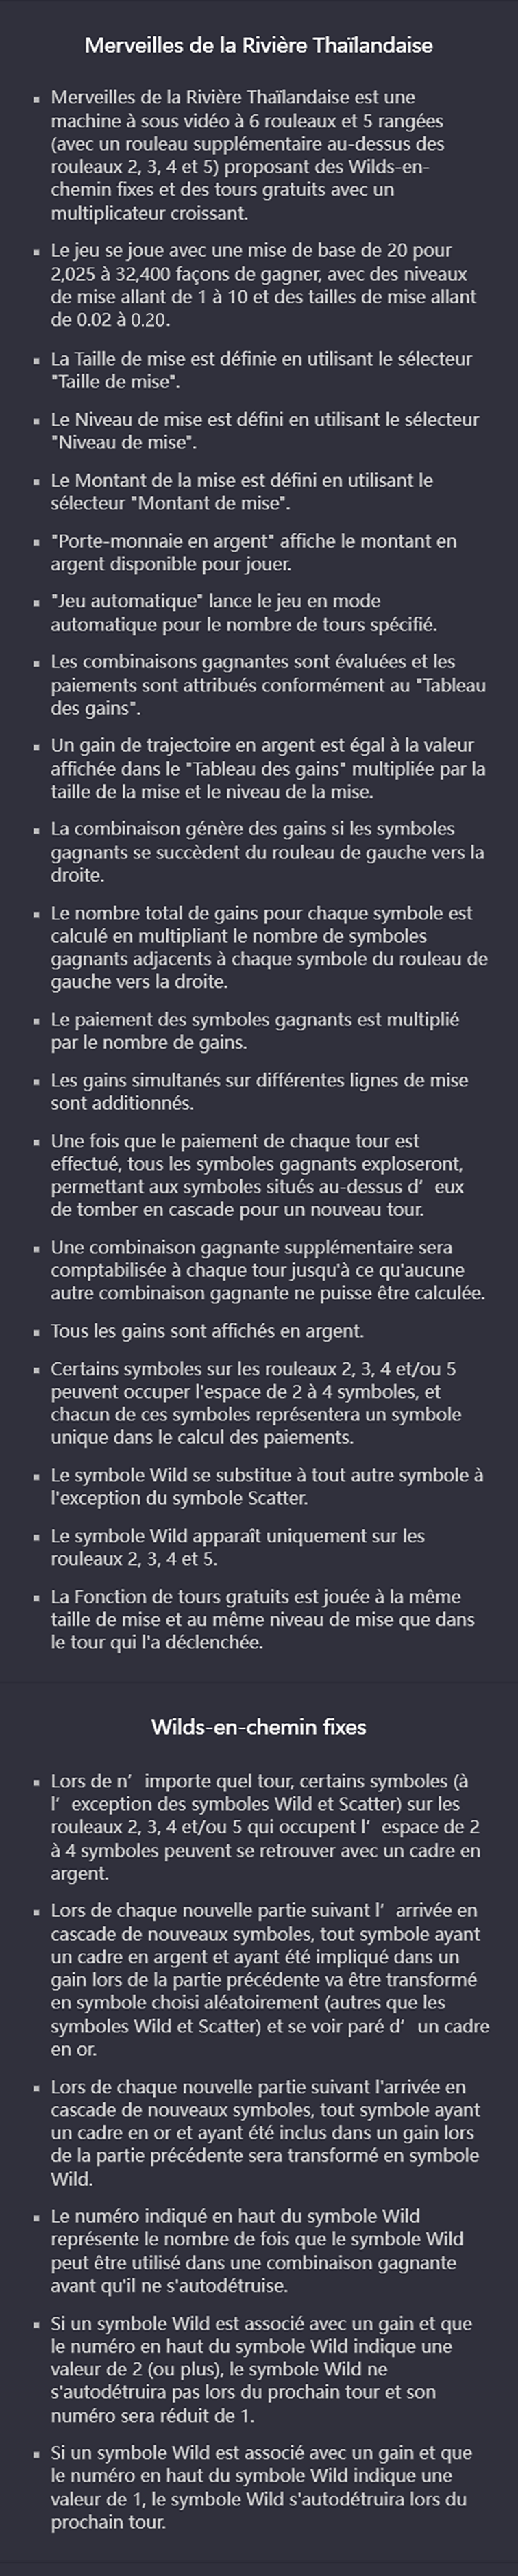 Merveilles de la Rivière Thaïlandaise
▪ Merveilles de la Rivière Thaïlandaise est une
machine à sous vidéo à 6 rouleaux et 5 rangées
(avec un rouleau supplémentaire au-dessus des
rouleaux 2, 3, 4 et 5) proposant des Wilds-en-
chemin fixes et des tours gratuits avec un
multiplicateur croissant.
▪ Le jeu se joue avec une mise de base de 20 pour
2,025 à 32,400 façons de gagner, avec des niveaux
de mise allant de 1 à 10 et des tailles de mise allant
de 0.02 à 0.20.
▪ La Taille de mise est définie en utilisant le sélecteur
"Taille de mise".
▪ Le Niveau de mise est défini en utilisant le sélecteur
"Niveau de mise".
▪ Le Montant de la mise est défini en utilisant le
sélecteur "Montant de mise".
▪ "Porte-monnaie en argent" affiche le montant en
argent disponible pour jouer.
▪ "Jeu automatique" lance le jeu en mode
automatique pour le nombre de tours spécifié.
▪ Les combinaisons gagnantes sont évaluées et les
paiements sont attribués conformément au "Tableau
des gains".
▪ Un gain de trajectoire en argent est égal à la valeur
affichée dans le "Tableau des gains" multipliée par la
taille de la mise et le niveau de la mise.
▪ La combinaison génère des gains si les symboles
gagnants se succèdent du rouleau de gauche vers la
droite.
▪ Le nombre total de gains pour chaque symbole est
calculé en multipliant le nombre de symboles
gagnants adjacents à chaque symbole du rouleau de
gauche vers la droite.
▪ Le paiement des symboles gagnants est multiplié
par le nombre de gains.
▪ Les gains simultanés sur différentes lignes de mise
sont additionnés.
▪ Une fois que le paiement de chaque tour est
effectué, tous les symboles gagnants exploseront,
permettant aux symboles situés au-dessus d’eux
de tomber en cascade pour un nouveau tour.
▪ Une combinaison gagnante supplémentaire sera
comptabilisée à chaque tour jusqu'à ce qu'aucune
autre combinaison gagnante ne puisse être calculée.
▪ Tous les gains sont affichés en argent.
▪ Certains symboles sur les rouleaux 2, 3, 4 et/ou 5
peuvent occuper l'espace de 2 à 4 symboles, et
chacun de ces symboles représentera un symbole
unique dans le calcul des paiements.
▪ Le symbole Wild se substitue à tout autre symbole à
l'exception du symbole Scatter.
▪ Le symbole Wild apparaît uniquement sur les
rouleaux 2, 3, 4 et 5.
▪ La Fonction de tours gratuits est jouée à la même
taille de mise et au même niveau de mise que dans
le tour qui l'a déclenchée.
Wilds-en-chemin fixes
▪ Lors de n’importe quel tour, certains symboles (à
l’exception des symboles Wild et Scatter) sur les
rouleaux 2, 3, 4 et/ou 5 qui occupent l’espace de 2
à 4 symboles peuvent se retrouver avec un cadre en
argent.
▪ Lors de chaque nouvelle partie suivant l’arrivée en
cascade de nouveaux symboles, tout symbole ayant
un cadre en argent et ayant été impliqué dans un
gain lors de la partie précédente va être transformé
en symbole choisi aléatoirement (autres que les
symboles Wild et Scatter) et se voir paré d’un cadre
en or.
▪ Lors de chaque nouvelle partie suivant l'arrivée en
cascade de nouveaux symboles, tout symbole ayant
un cadre en or et ayant été inclus dans un gain lors
de la partie précédente sera transformé en symbole
Wild.
▪ Le numéro indiqué en haut du symbole Wild
représente le nombre de fois que le symbole Wild
peut être utilisé dans une combinaison gagnante
avant qu'il ne s'autodétruise.
▪ Si un symbole Wild est associé avec un gain et que
le numéro en haut du symbole Wild indique une
valeur de 2 (ou plus), le symbole Wild ne
s'autodétruira pas lors du prochain tour et son
numéro sera réduit de 1.
▪ Si un symbole Wild est associé avec un gain et que
le numéro en haut du symbole Wild indique une
valeur de 1, le symbole Wild s'autodétruira lors du
prochain tour.